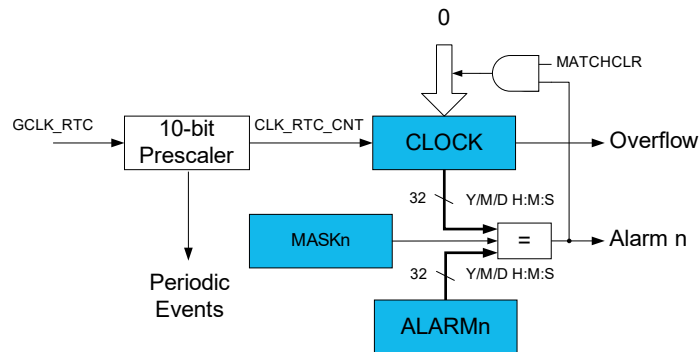 0
MATCHCLR
GCLK_RTC
10-bit
Prescaler
CLK_RTC_CNT
CLOCK
Overflow
32
Y/M/D H:M:S
MASKn
=
Alarm n
32
Y/M/D H:M:S
Periodic
Events
ALARMn